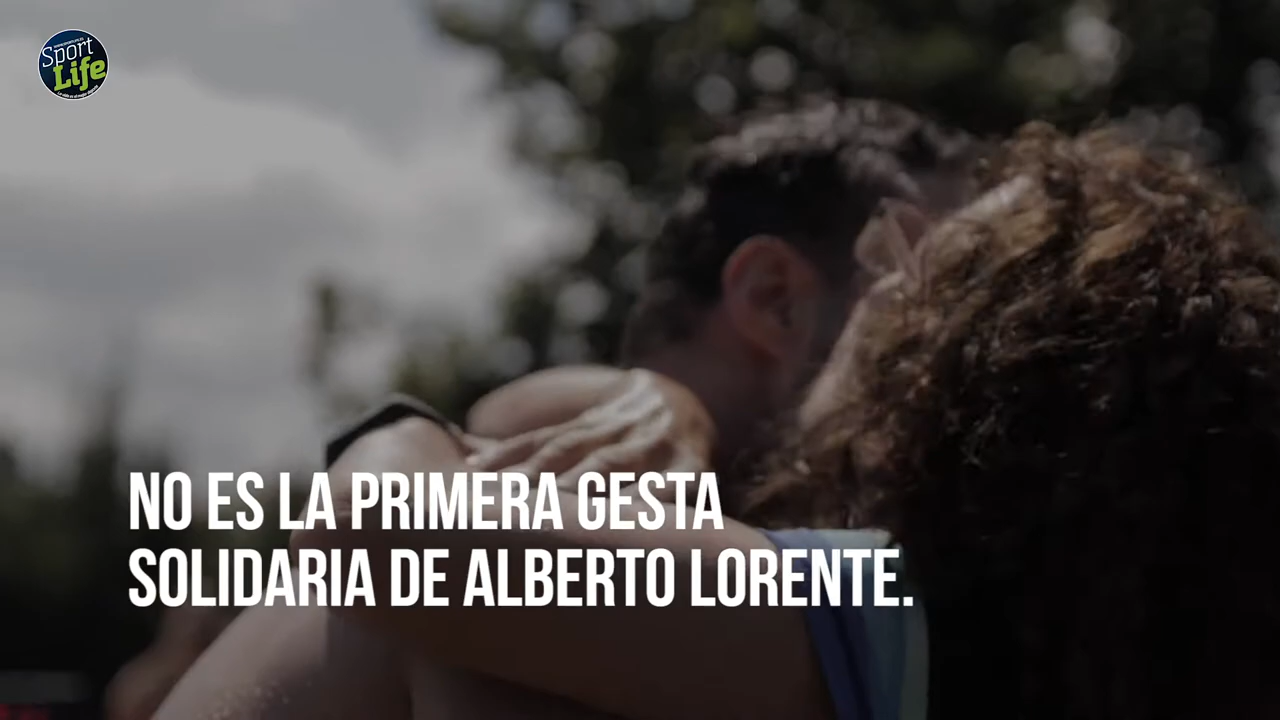 Sport
Life
NO ES LA PRIMERA GESTA
SOLIDARIA DE ALBERTO LORENTE.